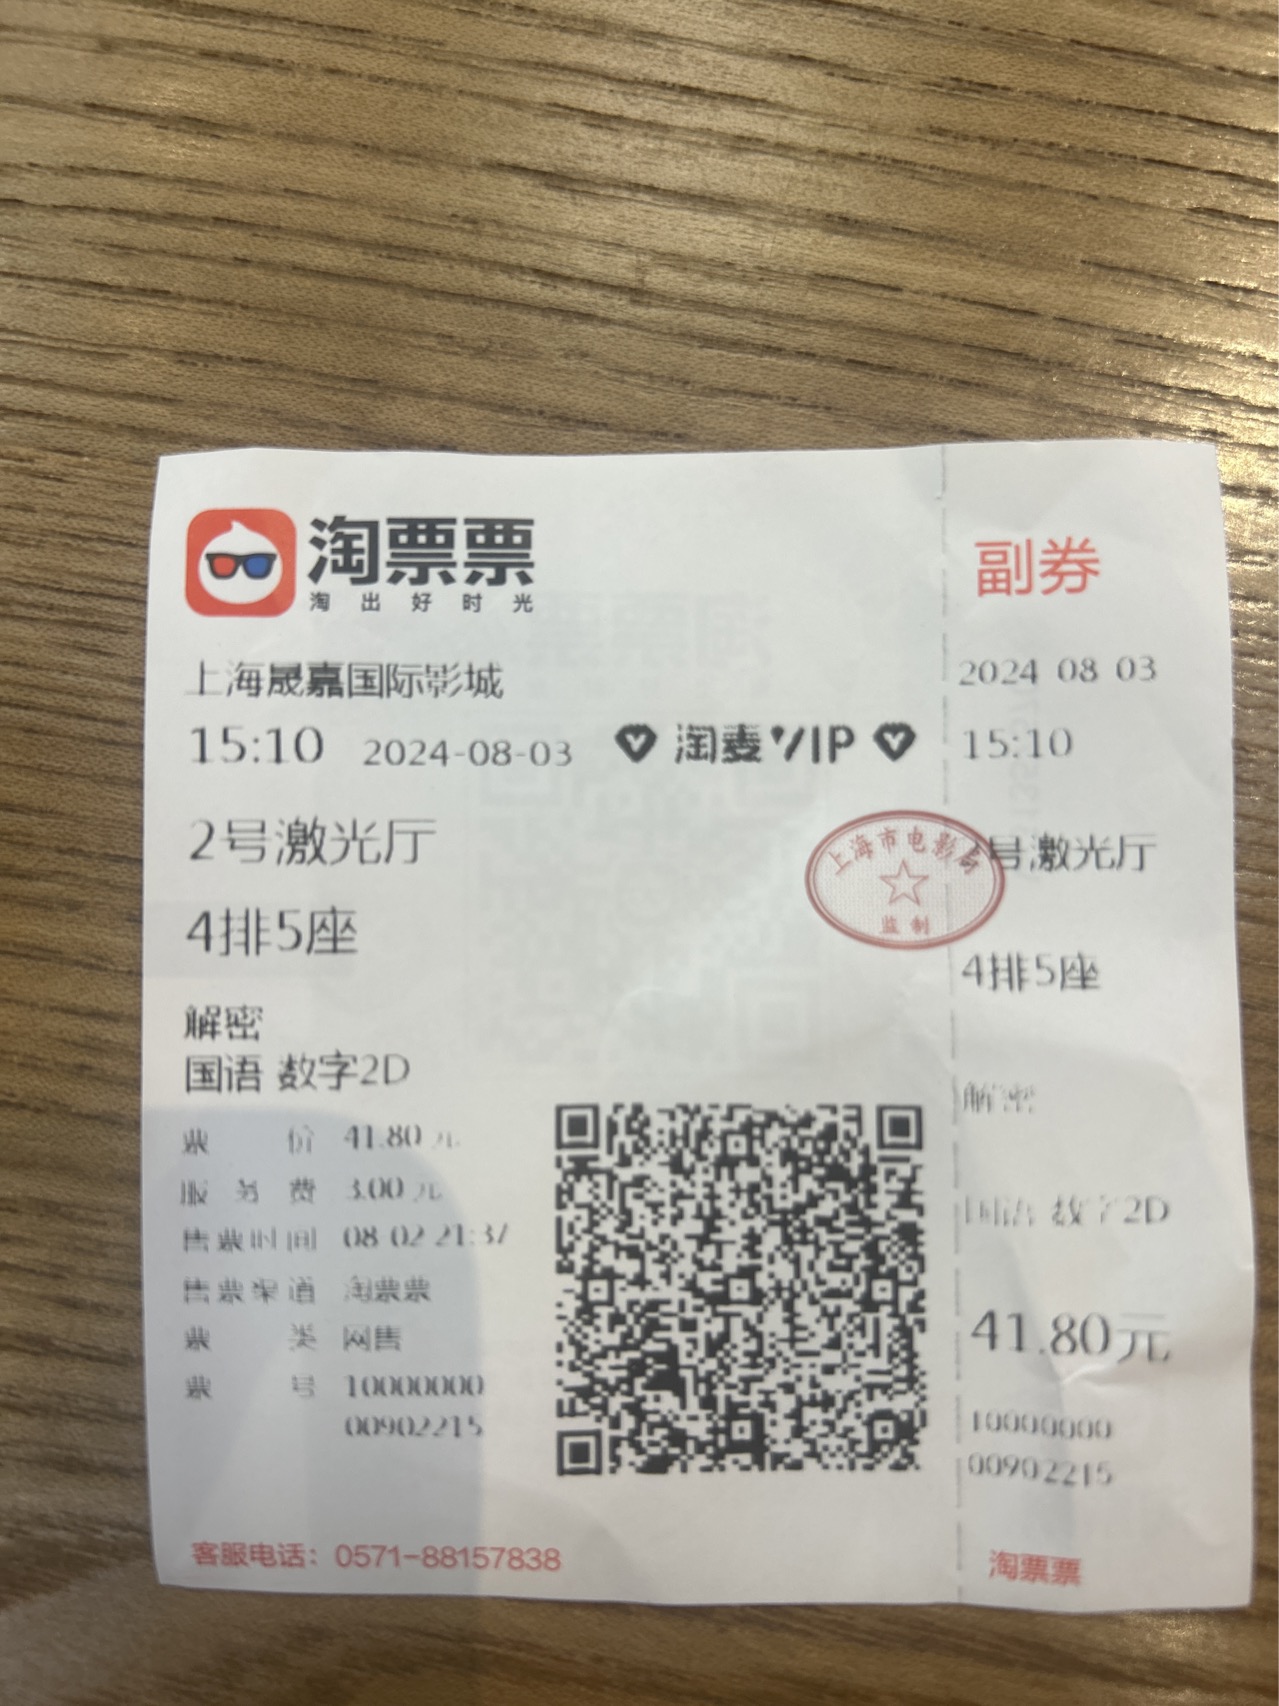 淘票票
淘出好时光
上海晟嘉国际影城
15:10 2024-08-03 淘麦VIP
2号激光厅
4排5座
解密
国语 数字2D
票价 41.80元
服务费 3.00元
售票时间 08-02 21:37
售票渠道 淘票票
票类 网售
票号 10000000
00902215
客服电话：0571-88157838
上海市电影局
监制
副券
2024 08 03
15:10
号激光厅
4排5座
解密
国语 数字2D
41.80元
10000000
00902215
淘票票